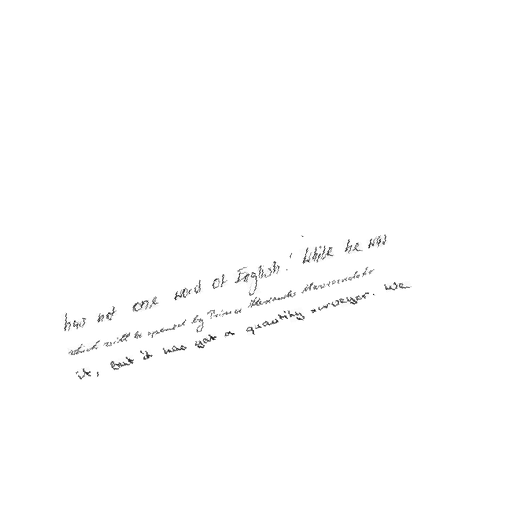 has not one word of English.' While he was
which will be opened by Prince Alexander Mavrocordato
it, but it has got a quantity surveyor. We